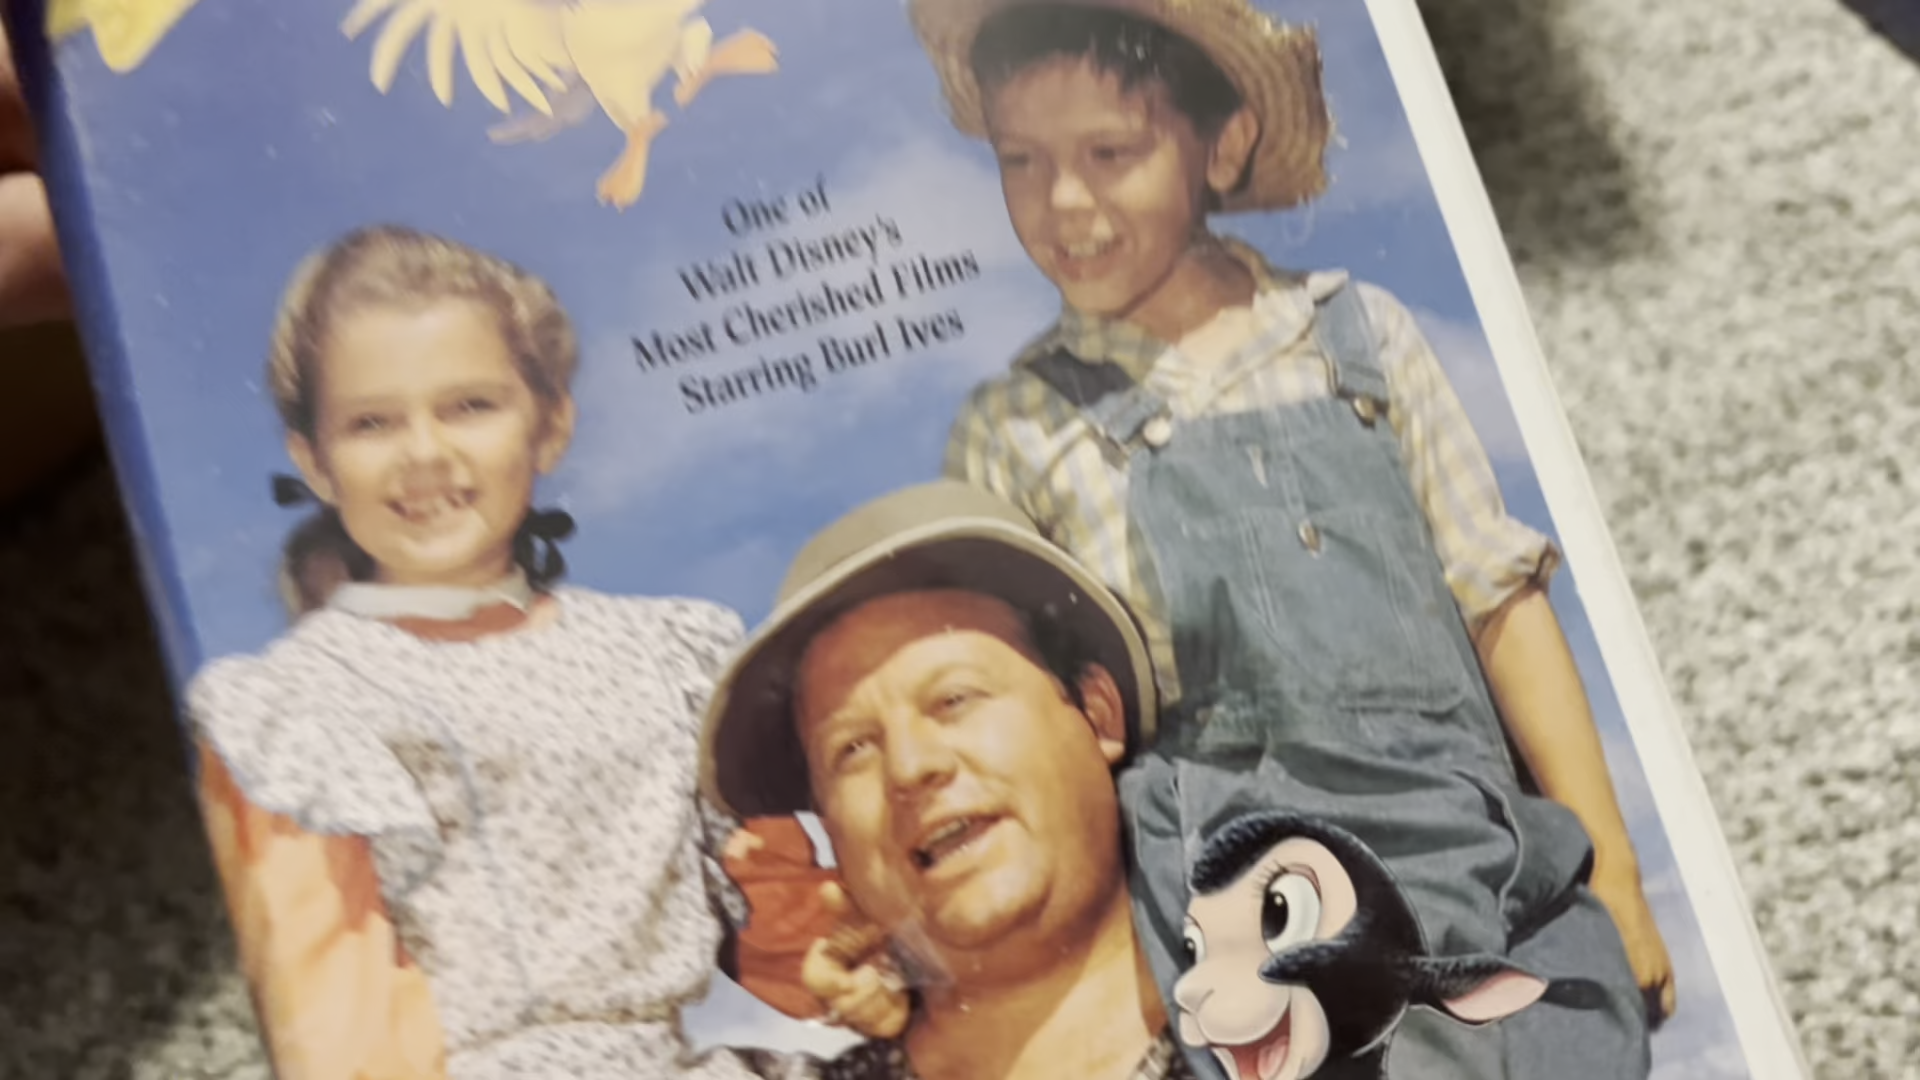 One of
Walt Disney's
Most Cherished Films
Starring Burl Ives